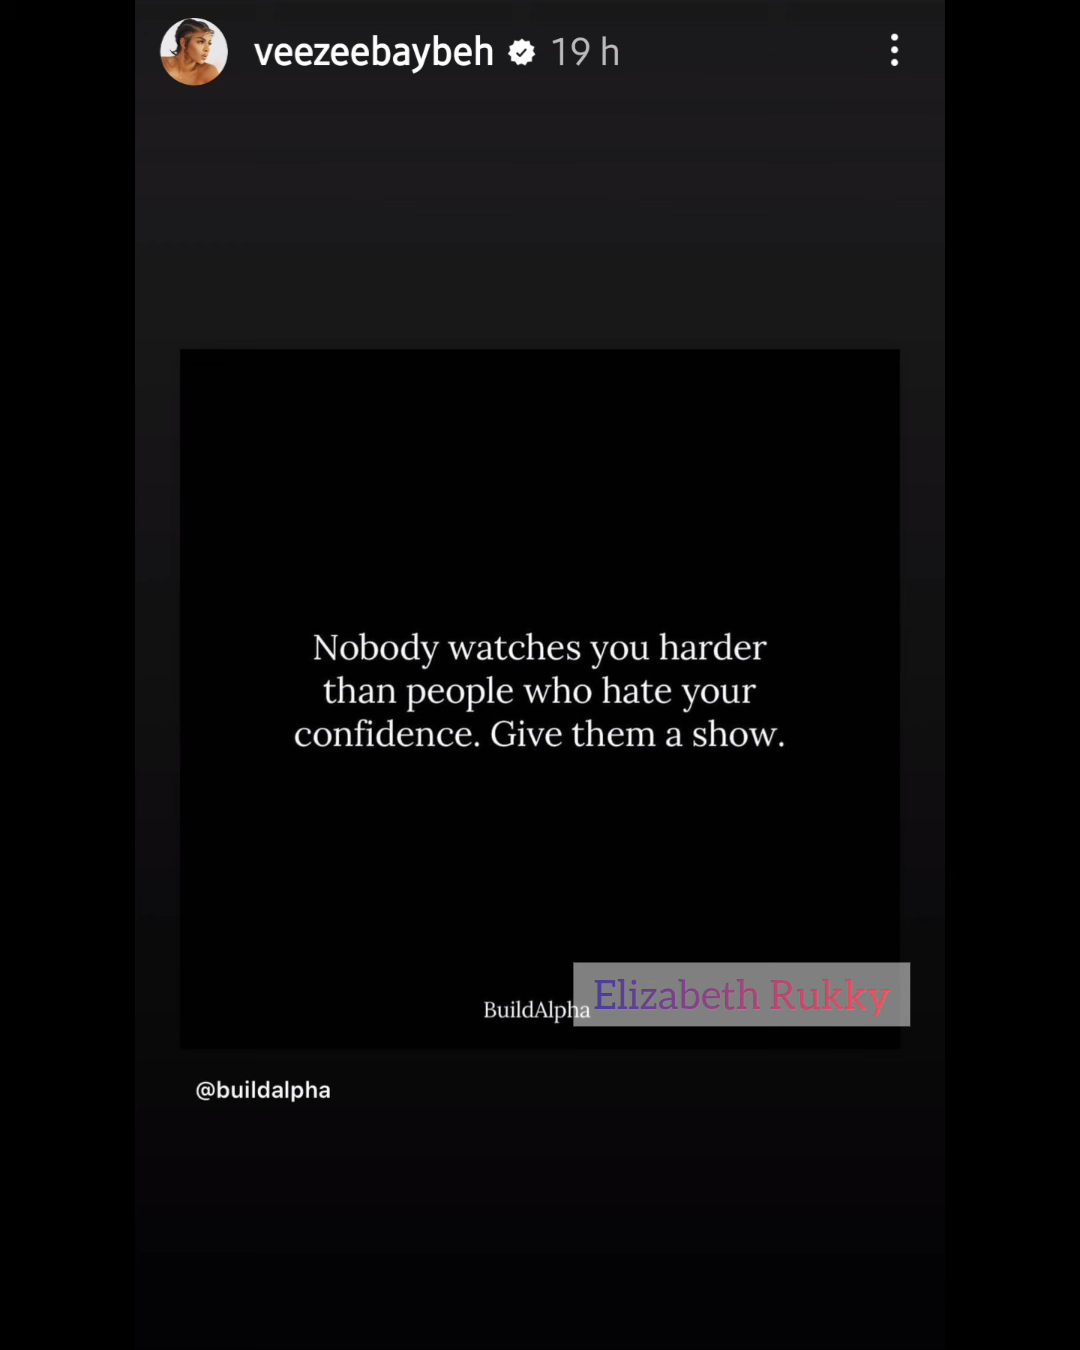 veezeebaybeh 19 h
Nobody watches you harder
than people who hate your
confidence. Give them a show.
BuildAlpha
Elizabeth Rukky
@buildalpha